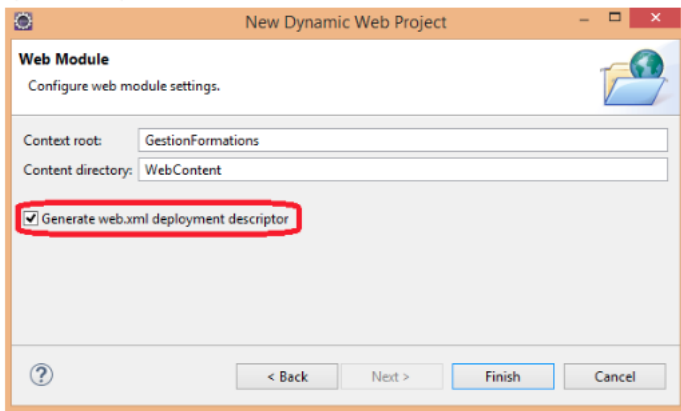 New Dynamic Web Project
Web Module
Configure web module settings.
Context root: GestionFormations
Content directory: WebContent
Generate web.xml deployment descriptor
? < Back Next > Finish Cancel